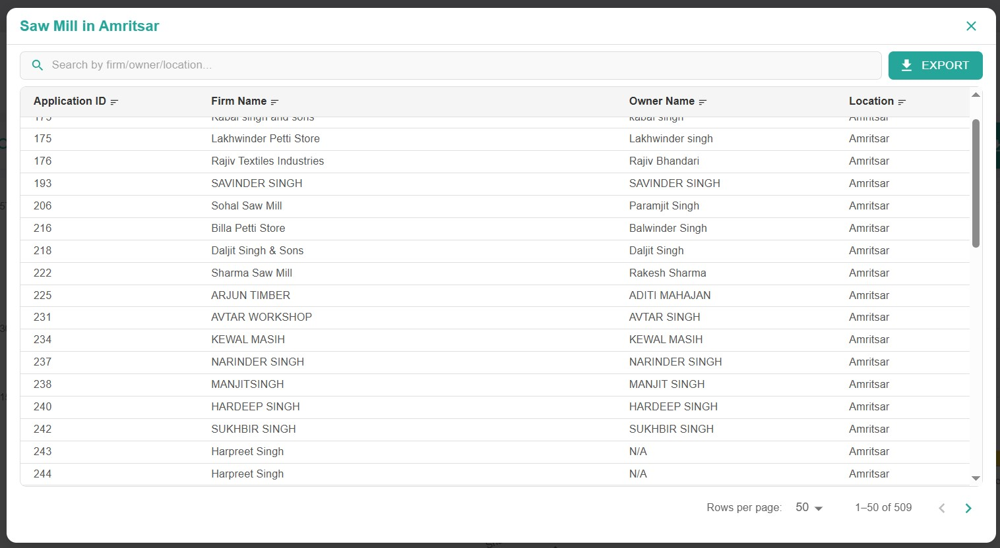 Saw Mill in Amritsar
Search by firm/owner/location...
EXPORT
Application ID Firm Name Owner Name Location
Kabal singh and sons kabal singh Amritsar
175 Lakhwinder Petti Store Lakhwinder singh Amritsar
176 Rajiv Textiles Industries Rajiv Bhandari Amritsar
193 SAVINDER SINGH SAVINDER SINGH Amritsar
206 Sohal Saw Mill Paramjit Singh Amritsar
216 Billa Petti Store Balwinder Singh Amritsar
218 Daljit Singh & Sons Daljit Singh Amritsar
222 Sharma Saw Mill Rakesh Sharma Amritsar
225 ARJUN TIMBER ADITI MAHAJAN Amritsar
231 AVTAR WORKSHOP AVTAR SINGH Amritsar
234 KEWAL MASIH KEWAL MASIH Amritsar
237 NARINDER SINGH NARINDER SINGH Amritsar
238 MANJITSINGH MANJIT SINGH Amritsar
240 HARDEEP SINGH HARDEEP SINGH Amritsar
242 SUKHBIR SINGH SUKHBIR SINGH Amritsar
243 Harpreet Singh N/A Amritsar
244 Harpreet Singh N/A Amritsar
Rows per page: 50 1–50 of 509